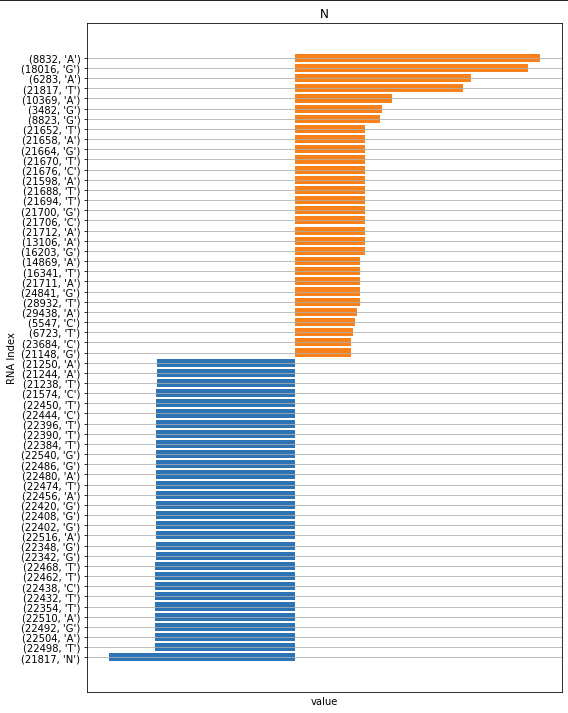 N
(8832, 'A')
(18016, 'G')
(6283, 'A')
(21817, 'T')
(10369, 'A')
(3482, 'G')
(8823, 'G')
(21652, 'T')
(21658, 'A')
(21664, 'G')
(21670, 'T')
(21676, 'C')
(21598, 'A')
(21688, 'T')
(21694, 'T')
(21700, 'G')
(21706, 'C')
(21712, 'A')
(13106, 'A')
(16203, 'G')
(14869, 'A')
(16341, 'T')
(21711, 'A')
(24841, 'G')
(28932, 'T')
(29438, 'A')
(5547, 'C')
(6723, 'T')
(23684, 'C')
(21148, 'G')
(21250, 'A')
(21244, 'A')
(21238, 'T')
(21574, 'C')
(22450, 'T')
(22444, 'C')
(22396, 'T')
(22390, 'T')
(22384, 'T')
(22540, 'G')
(22486, 'G')
(22480, 'A')
(22474, 'T')
(22456, 'A')
(22420, 'G')
(22408, 'G')
(22402, 'G')
(22516, 'A')
(22348, 'G')
(22342, 'G')
(22468, 'T')
(22462, 'T')
(22438, 'C')
(22432, 'T')
(22354, 'T')
(22510, 'A')
(22492, 'G')
(22504, 'A')
(22498, 'T')
(21817, 'N')
RNA Index
value